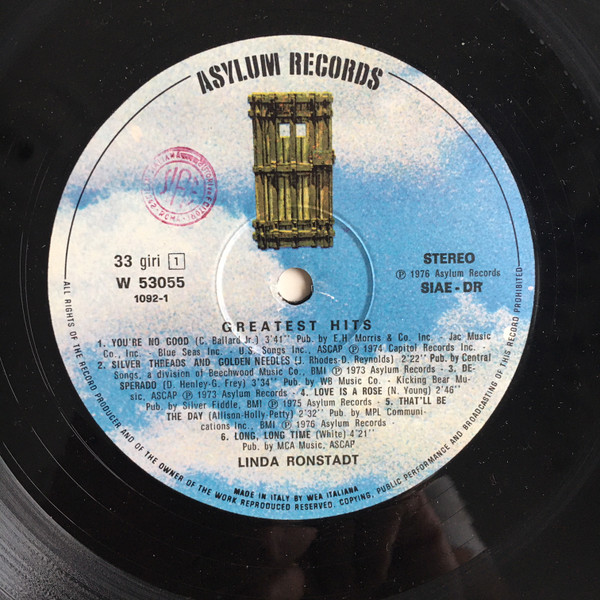 ASYLUM RECORDS
33 giri 1
W 53055
1092-1
STEREO
℗ 1976 Asylum Records
SIAE-DR
GREATEST HITS
1. YOU'RE NO GOOD (C. Ballard Jr.) 3'41" Pub. by E.H. Morris & Co. Inc. Jac Music
Co., Inc. Blue Seas Inc. U.S. Songs Inc., ASCAP ℗ 1974 Capitol Records Inc. -
2. SILVER THREADS AND GOLDEN NEEDLES (J. Rhodes-D. Reynolds) 2'22" Pub. by Central
Songs, a division of Beechwood Music Co., BMI ℗ 1973 Asylum Records - 3. DE-
SPERADO (D. Henley-G. Frey) 3'34" Pub. by WB Music Co. - Kicking Bear Mu-
sic, ASCAP ℗ 1973 Asylum Records - 4. LOVE IS A ROSE (N. Young) 2'46"
Pub. by Silver Fiddle, BMI ℗ 1975 Asylum Records - 5. THAT'LL BE
THE DAY (Allison-Holly-Petty) 2'32" Pub. by MPL Communi-
cations Inc., BMI ℗ 1976 Asylum Records -
6. LONG, LONG TIME (White) 4'21"
Pub. by MCA Music, ASCAP.
LINDA RONSTADT
MADE IN ITALY BY WEA ITALIANA
ALL RIGHTS OF THE RECORD PRODUCER AND OF THE OWNER OF THE WORK REPRODUCED RESERVED. COPYING, PUBLIC PERFORMANCE AND BROADCASTING OF THIS RECORD PROHIBITED